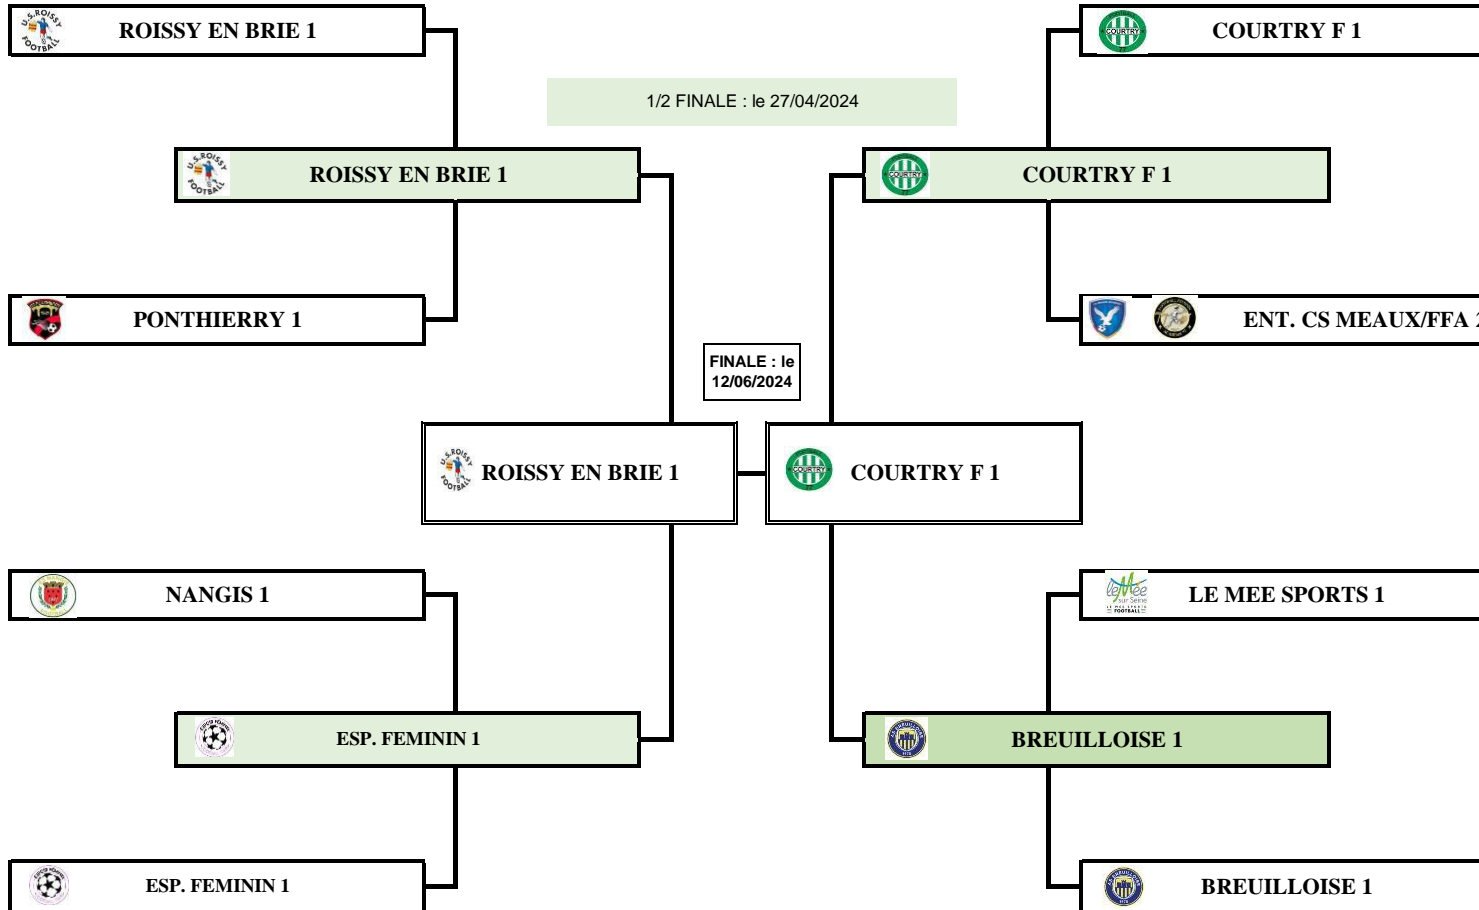 ROISSY EN BRIE 1
COURTRY F 1
1/2 FINALE : le 27/04/2024
ROISSY EN BRIE 1
COURTRY F 1
PONTHIERRY 1
ENT. CS MEAUX/FFA
FINALE : le
12/06/2024
ROISSY EN BRIE 1
COURTRY F 1
NANGIS 1
LE MEE SPORTS 1
ESP. FEMININ 1
BREUILLOISE 1
ESP. FEMININ 1
BREUILLOISE 1